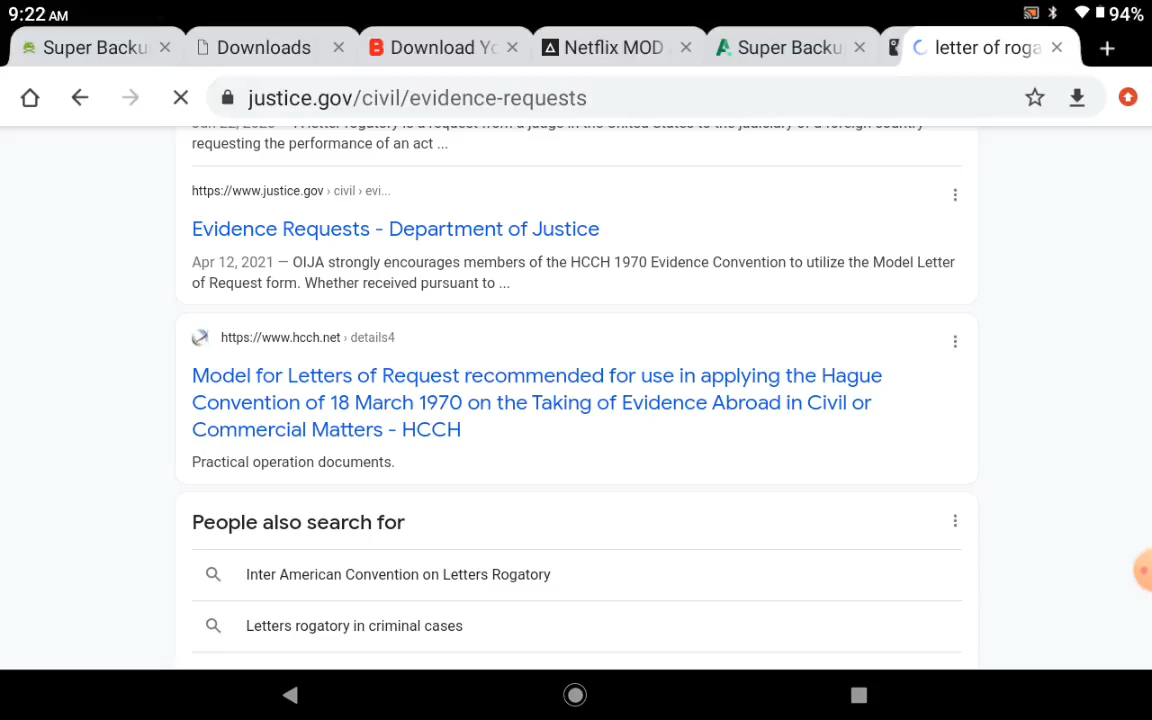 9:22 AM
94%
Super Backu
Downloads
Download Yo
Netflix MOD
Super Backu
letter of roga
justice.gov/civil/evidence-requests
requesting the performance of an act ...
https://www.justice.gov › civil › evi...
Evidence Requests - Department of Justice
Apr 12, 2021 — OIJA strongly encourages members of the HCCH 1970 Evidence Convention to utilize the Model Letter
of Request form. Whether received pursuant to ...
https://www.hcch.net › details4
Model for Letters of Request recommended for use in applying the Hague
Convention of 18 March 1970 on the Taking of Evidence Abroad in Civil or
Commercial Matters - HCCH
Practical operation documents.
People also search for
Inter American Convention on Letters Rogatory
Letters rogatory in criminal cases